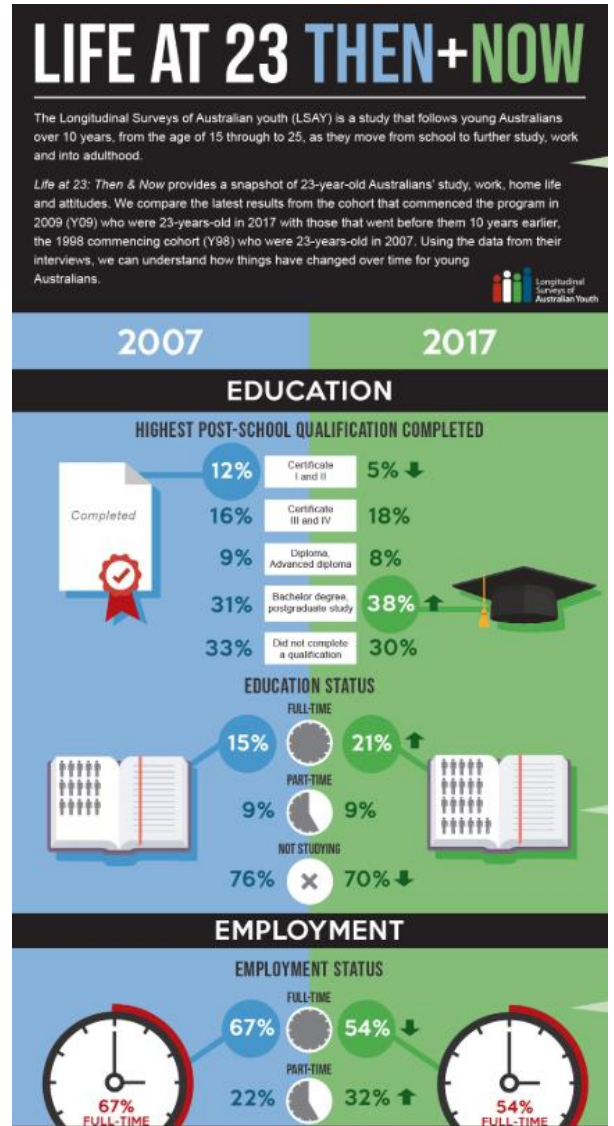 LIFE AT 23 THEN+NOW
The Longitudinal Surveys of Australian youth (LSAY) is a study that follows young Australians
over 10 years, from the age of 15 through to 25, as they move from school to further study, work
and into adulthood.
Life at 23: Then & Now provides a snapshot of 23-year-old Australians' study, work, home life
and attitudes. We compare the latest results from the cohort that commenced the program in
2009 (Y09) who were 23-years-old in 2017 with those that went before them 10 years earlier,
the 1998 commencing cohort (Y98) who were 23-years-old in 2007. Using the data from their
interviews, we can understand how things have changed over time for young
Australians.
Longitudinal
Surveys of
Australian Youth
2007 2017
EDUCATION
HIGHEST POST-SCHOOL QUALIFICATION COMPLETED
Completed
12% Certificate I and II 5%
16% Certificate III and IV 18%
9% Diploma, Advanced diploma 8%
31% Bachelor degree, postgraduate study 38%
33% Did not complete a qualification 30%
EDUCATION STATUS
FULL-TIME
15% 21%
PART-TIME
9% 9%
NOT STUDYING
76% 70%
EMPLOYMENT
EMPLOYMENT STATUS
FULL-TIME
67% 54%
PART-TIME
22% 32%
67%
FULL-TIME
54%
FULL-TIME